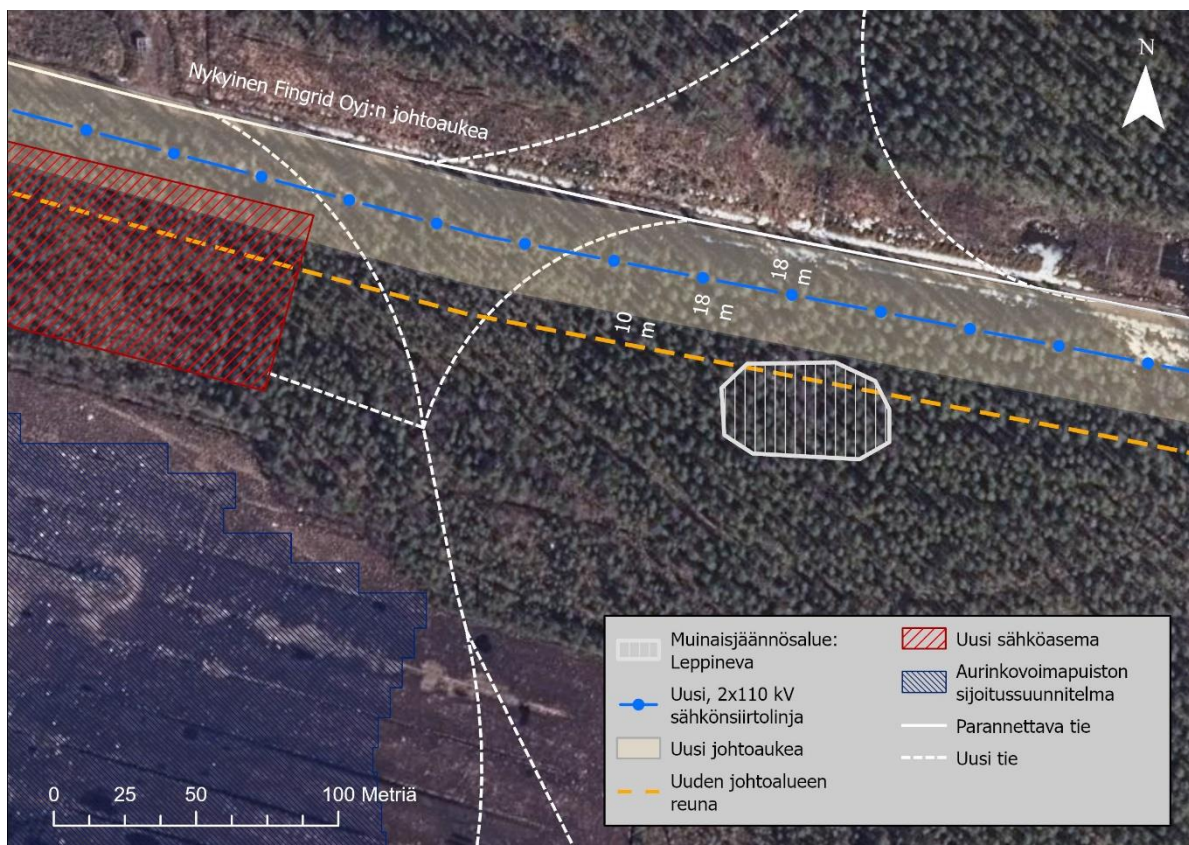 N
Nykyinen Fingrid Oyj:n johtoaukea
18
m
18
m
10
m
Muinaisjäännösalue:
Leppineva
Uusi, 2x110 kV
sähkönsiirtolinja
Uusi johtoaukea
Uuden johtoalueen
reuna
Uusi sähköasema
Aurinkovoimapuiston
sijoitussuunnitelma
Parannettava tie
Uusi tie
0 25 50 100 Metriä